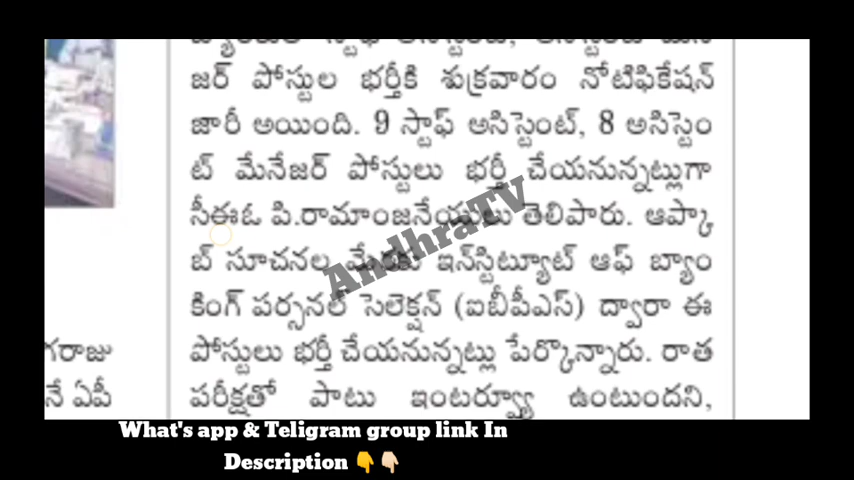 జర్ పోస్టుల భర్తీకి శుక్రవారం నోటిఫికేషన్
జారీ అయింది. 9 స్టాఫ్ అసిస్టెంట్, 8 అసిస్టెం
ట్ మేనేజర్ పోస్టులు భర్తీ చేయనున్నట్లుగా
సీఈఓ పి.రామాంజనేయులు తెలిపారు. ఆప్కా
బ్ సూచనల మేరకు ఇన్‌స్టిట్యూట్ ఆఫ్ బ్యాం
కింగ్ పర్సనల్ సెలెక్షన్ (ఐబీపీఎస్) ద్వారా ఈ
పోస్టులు భర్తీ చేయనున్నట్లు పేర్కొన్నారు. రాత
పరీక్షతో పాటు ఇంటర్వ్యూ ఉంటుందని,
గరాజు
నే ఏపీ
AndhraTV
What's app & Teligram group link In
Description 👇👇🏻